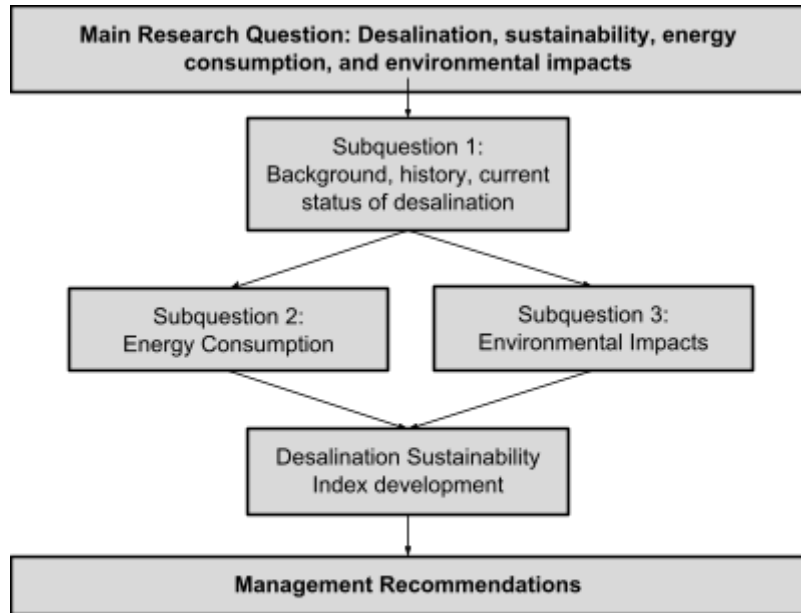 Main Research Question: Desalination, sustainability, energy
consumption, and environmental impacts
Subquestion 1:
Background, history, current
status of desalination
Subquestion 2:
Energy Consumption
Subquestion 3:
Environmental Impacts
Desalination Sustainability
Index development
Management Recommendations